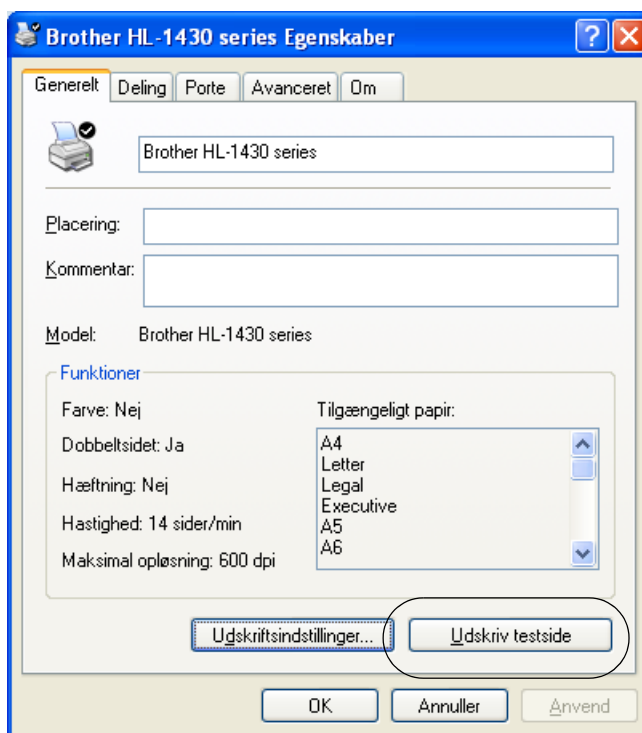 Brother HL-1430 series Egenskaber
Generelt Deling Porte Avanceret Om
Brother HL-1430 series
Placering:
Kommentar:
Model: Brother HL-1430 series
Funktioner
Farve: Nej
Dobbeltsidet: Ja
Hæftning: Nej
Hastighed: 14 sider/min
Maksimal opløsning: 600 dpi
Tilgængeligt papir:
A4
Letter
Legal
Executive
A5
A6
Udskriftsindstillinger... Udskriv testside
OK Annuller Anvend